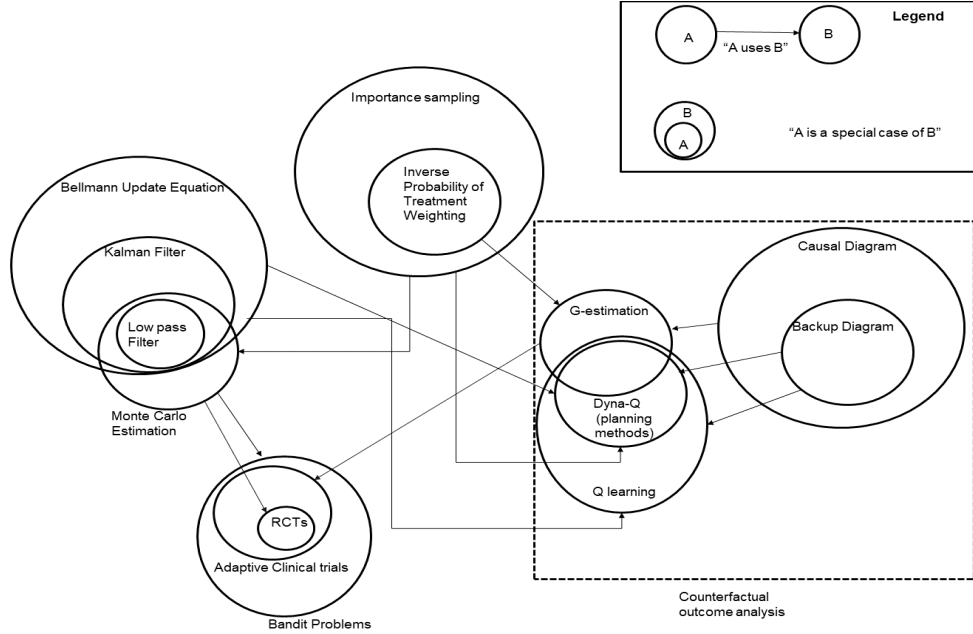 Legend
A
B
“A uses B”
B
A
“A is a special case of B”
Importance sampling
Inverse
Probability of
Treatment
Weighting
Bellmann Update Equation
Kalman Filter
Low pass
Filter
Monte Carlo
Estimation
Causal Diagram
Backup Diagram
G-estimation
Dyna-Q
(planning
methods)
Q learning
RCTs
Adaptive Clinical trials
Bandit Problems
Counterfactual
outcome analysis